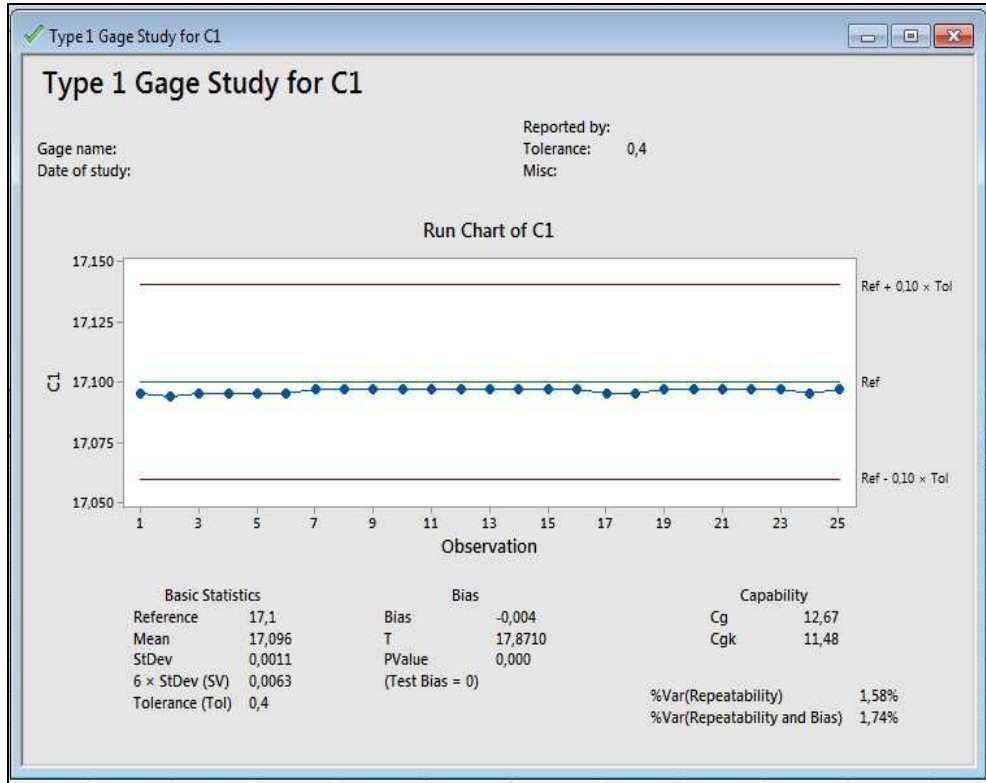 Type 1 Gage Study for C1
Type 1 Gage Study for C1
Gage name:
Date of study:
Reported by:
Tolerance: 0,4
Misc:
Run Chart of C1
17,150
17,125
17,100
17,075
17,050
C1
Ref + 0,10 × Tol
Ref
Ref - 0,10 × Tol
1 3 5 7 9 11 13 15 17 19 21 23 25
Observation
Basic Statistics
Reference 17,1
Mean 17,096
StDev 0,0011
6 × StDev (SV) 0,0063
Tolerance (Tol) 0,4
Bias
Bias -0,004
T 17,8710
PValue 0,000
(Test Bias = 0)
Capability
Cg 12,67
Cgk 11,48
%Var(Repeatability) 1,58%
%Var(Repeatability and Bias) 1,74%